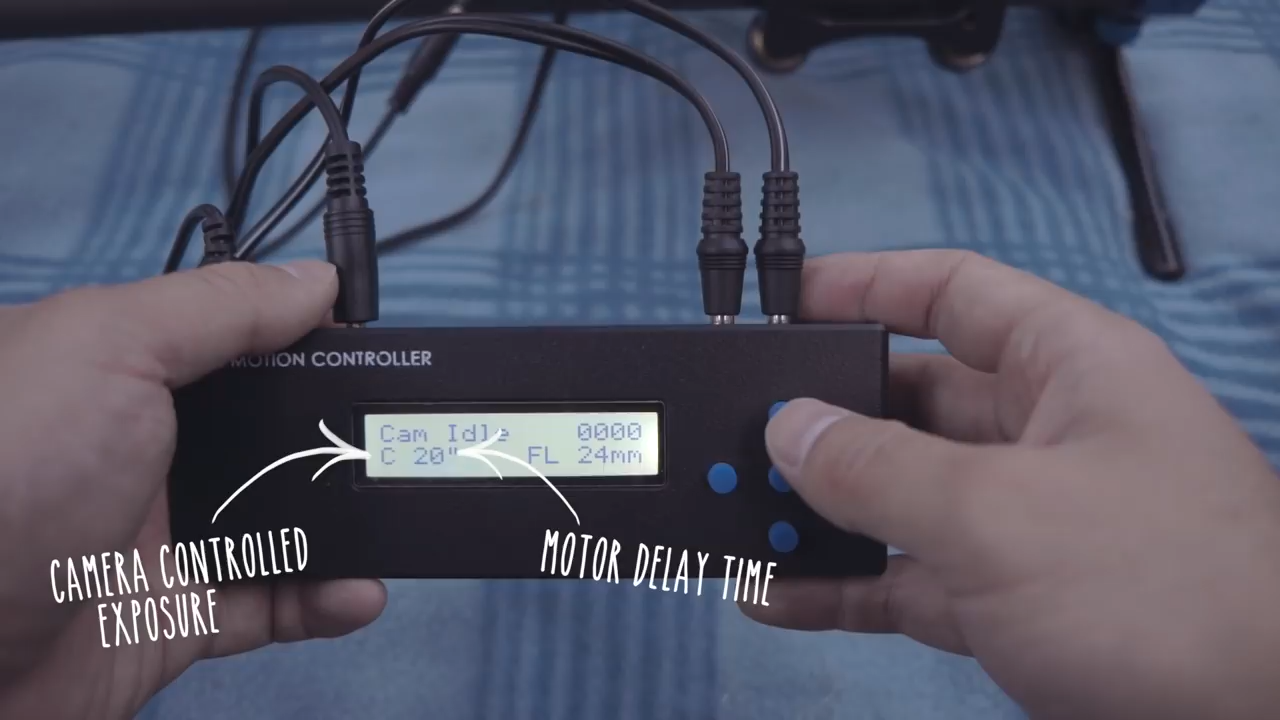 MOTION CONTROLLER
Cam Idle 0000
C 20" FL 24mm
CAMERA CONTROLLED
EXPOSURE
MOTOR DELAY TIME